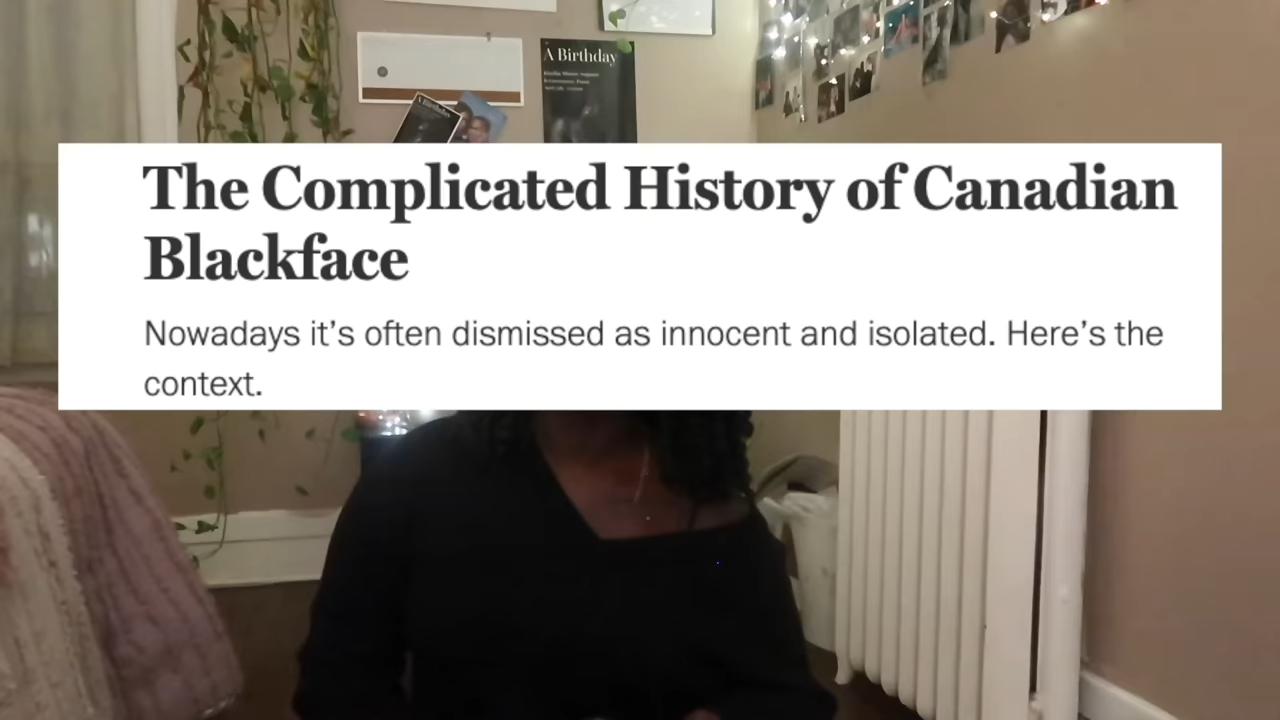 A Birthday
The Complicated History of Canadian
Blackface
Nowadays it's often dismissed as innocent and isolated. Here's the
context.